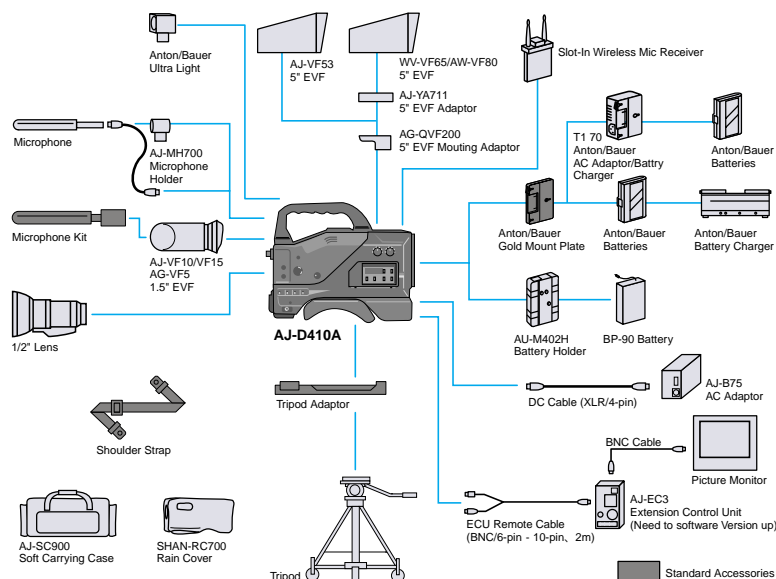 Anton/Bauer
Ultra Light
AJ-VF53
5" EVF
WV-VF65/AW-VF80
5" EVF
Slot-In Wireless Mic Receiver
AJ-YA711
5" EVF Adaptor
AG-QVF200
5" EVF Mouting Adaptor
Microphone
AJ-MH700
Microphone
Holder
T1 70
Anton/Bauer
AC Adaptor/Battry
Charger
Anton/Bauer
Batteries
Microphone Kit
AJ-VF10/VF15
AG-VF5
1.5" EVF
Anton/Bauer
Gold Mount Plate
Anton/Bauer
Batteries
Anton/Bauer
Battery Charger
1/2" Lens
AJ-D410A
AU-M402H
Battery Holder
BP-90 Battery
Tripod Adaptor
DC Cable (XLR/4-pin)
AJ-B75
AC Adaptor
Shoulder Strap
BNC Cable
Picture Monitor
AJ-SC900
Soft Carrying Case
SHAN-RC700
Rain Cover
Tripod
ECU Remote Cable
(BNC/6-pin - 10-pin、2m)
AJ-EC3
Extension Control Unit
(Need to software Version up)
Standard Accessories